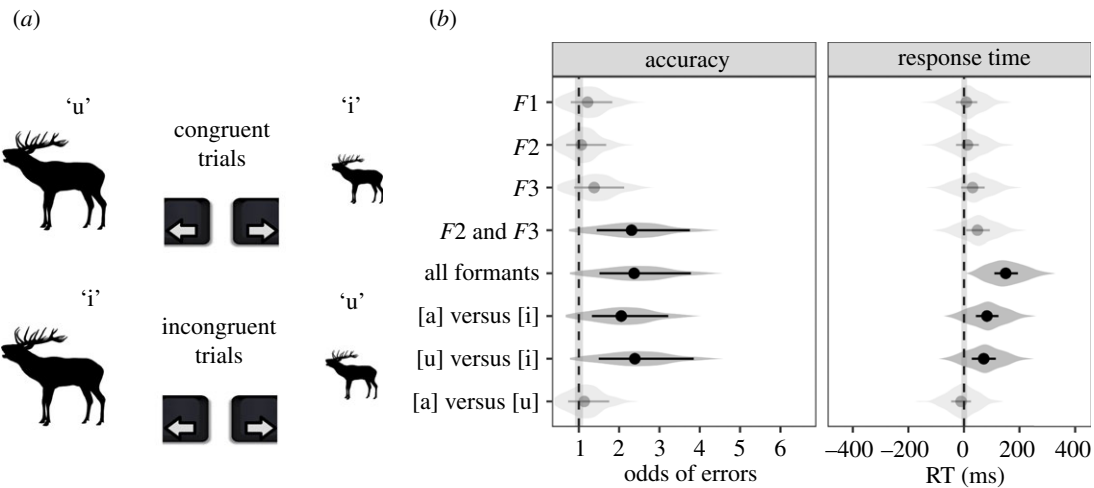 (a)
‘u’
congruent
trials
‘i’
‘i’
incongruent
trials
‘u’
(b)
accuracy
response time
F1
F2
F3
F2 and F3
all formants
[a] versus [i]
[u] versus [i]
[a] versus [u]
1 2 3 4 5 6
odds of errors
−400 −200 0 200 400
RT (ms)